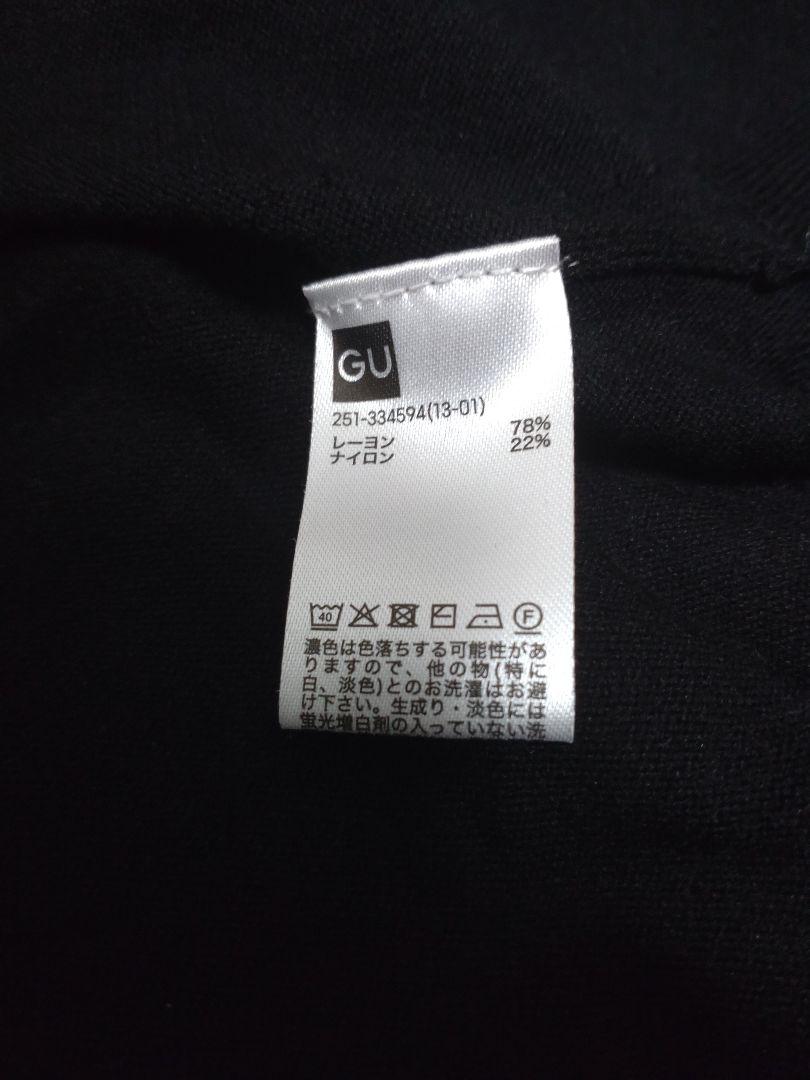 GU
251-334594(13-01)
レーヨン 78%
ナイロン 22%
40
F
濃色は色落ちする可能性があ
りますので、他の物(特に
白、淡色)とのお洗濯はお避
け下さい。生成り・淡色には
蛍光増白剤の入っていない洗